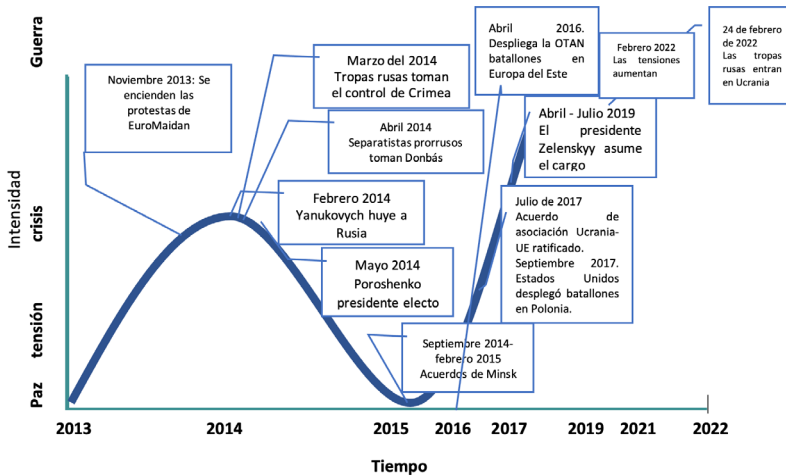 Guerra
crisis
tensión
Paz
Intensidad
Noviembre 2013: Se
encienden las
protestas de
EuroMaidan
Marzo del 2014
Tropas rusas toman
el control de Crimea
Abril 2014
Separatistas prorrusos
toman Donbás
Febrero 2014
Yanukovych huye a
Rusia
Mayo 2014
Poroshenko
presidente electo
Septiembre 2014-
febrero 2015
Acuerdos de Minsk
Abril 2016.
Despliega la OTAN
batallones en
Europa del Este
Julio de 2017
Acuerdo de
asociación Ucrania-
UE ratificado.
Septiembre 2017.
Estados Unidos
desplegó batallones
en Polonia.
Abril - Julio 2019
El presidente
Zelenskyy asume
el cargo
Febrero 2022
Las tensiones
aumentan
24 de febrero
de 2022
Las tropas
rusas entran
en Ucrania
2013 2014 2015 2016 2017 2019 2021 2022
Tiempo